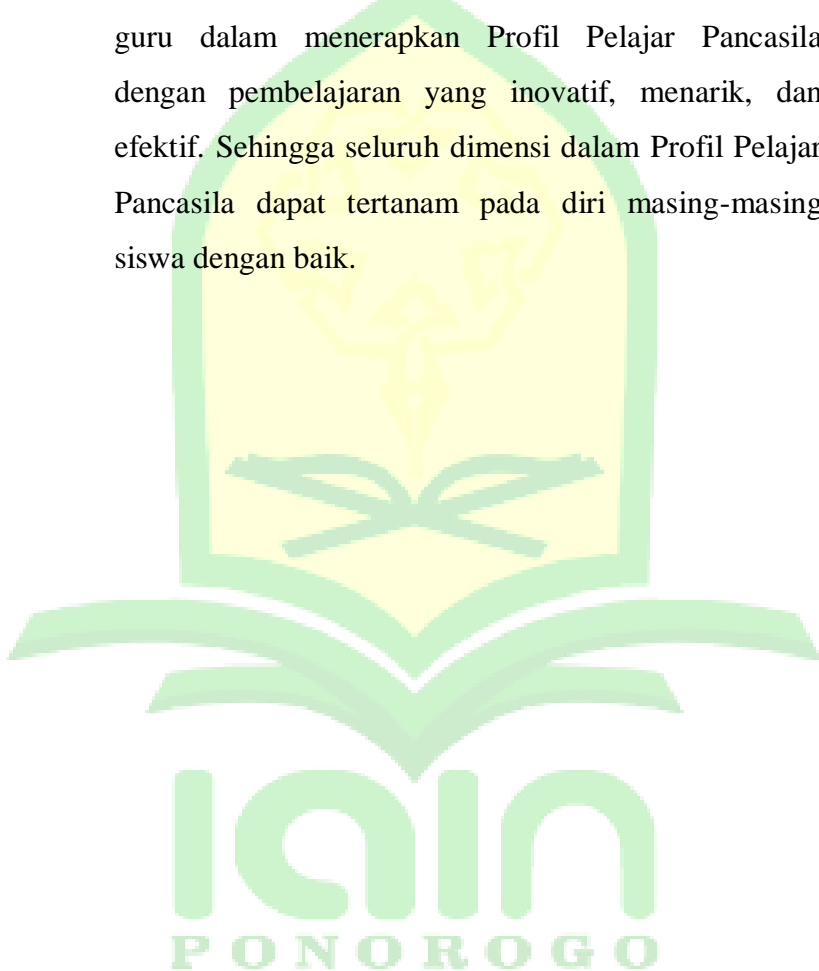 guru dalam menerapkan Profil Pelajar Pancasila
dengan pembelajaran yang inovatif, menarik, dan
efektif. Sehingga seluruh dimensi dalam Profil Pelajar
Pancasila dapat tertanam pada diri masing-masing
siswa dengan baik.
iain
PONOROGO